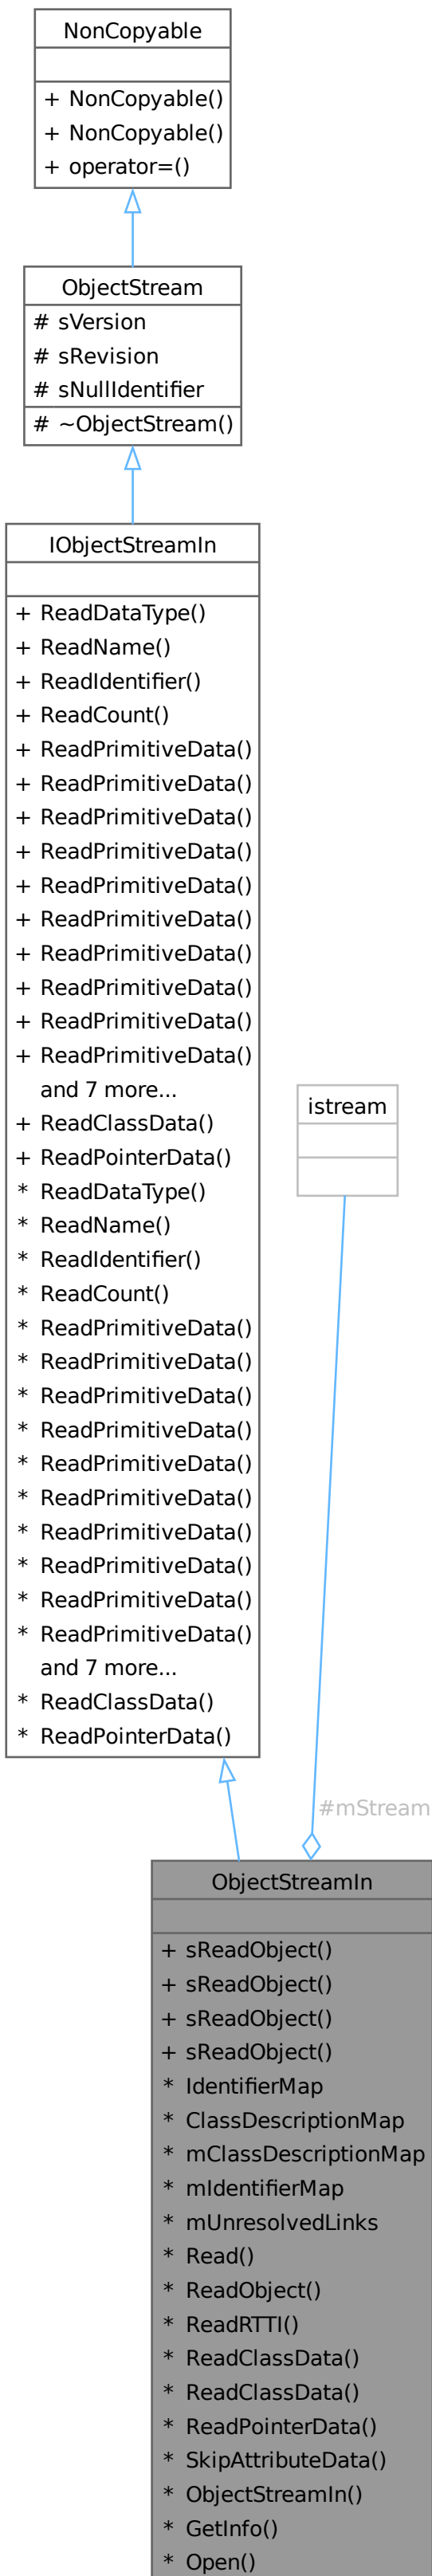 NonCopyable
+ NonCopyable()
+ NonCopyable()
+ operator=()
ObjectStream
# sVersion
# sRevision
# sNullIdentifier
# ~ObjectStream()
IObjectStreamIn
+ ReadDataType()
+ ReadName()
+ ReadIdentifier()
+ ReadCount()
+ ReadPrimitiveData()
+ ReadPrimitiveData()
+ ReadPrimitiveData()
+ ReadPrimitiveData()
+ ReadPrimitiveData()
+ ReadPrimitiveData()
+ ReadPrimitiveData()
+ ReadPrimitiveData()
+ ReadPrimitiveData()
+ ReadPrimitiveData()
and 7 more...
+ ReadClassData()
+ ReadPointerData()
* ReadDataType()
* ReadName()
* ReadIdentifier()
* ReadCount()
* ReadPrimitiveData()
* ReadPrimitiveData()
* ReadPrimitiveData()
* ReadPrimitiveData()
* ReadPrimitiveData()
* ReadPrimitiveData()
* ReadPrimitiveData()
* ReadPrimitiveData()
* ReadPrimitiveData()
* ReadPrimitiveData()
and 7 more...
* ReadClassData()
* ReadPointerData()
istream
#mStream
ObjectStreamIn
+ sReadObject()
+ sReadObject()
+ sReadObject()
+ sReadObject()
* IdentifierMap
* ClassDescriptionMap
* mClassDescriptionMap
* mIdentifierMap
* mUnresolvedLinks
* Read()
* ReadObject()
* ReadRTTI()
* ReadClassData()
* ReadClassData()
* ReadPointerData()
* SkipAttributeData()
* ObjectStreamIn()
* GetInfo()
* Open()